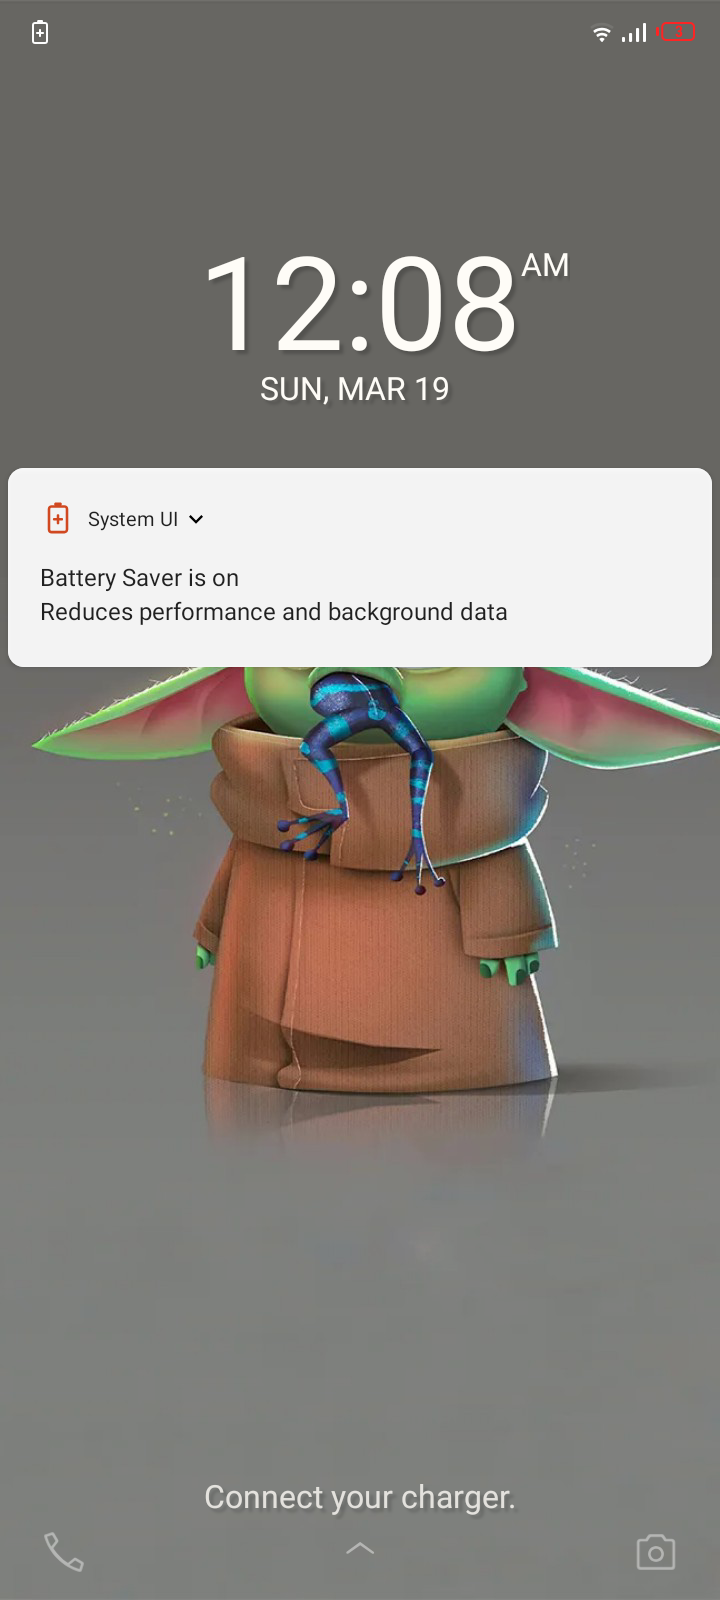 3
12:08 AM
SUN, MAR 19
System UI
Battery Saver is on
Reduces performance and background data
Connect your charger.